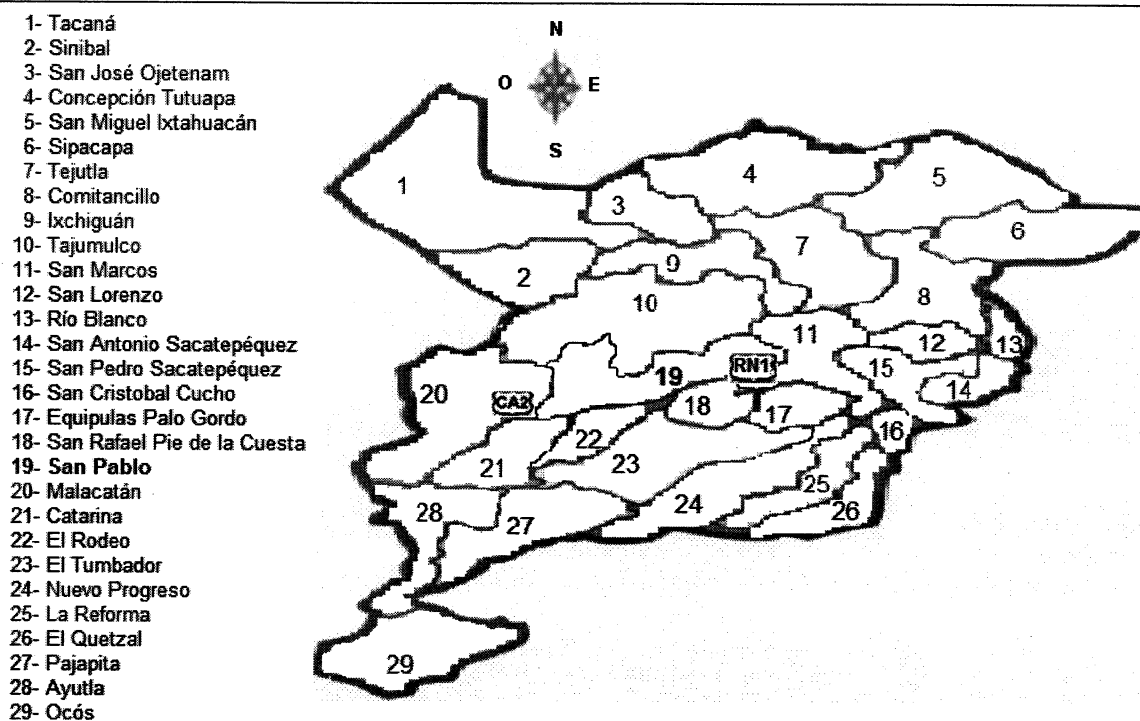 1- Tacaná
2- Sinibal
3- San José Ojetenam
4- Concepción Tutuapa
5- San Miguel Ixtahuacán
6- Sipacapa
7- Tejutla
8- Comitancillo
9- Ixchiguán
10- Tajumulco
11- San Marcos
12- San Lorenzo
13- Río Blanco
14- San Antonio Sacatepéquez
15- San Pedro Sacatepéquez
16- San Cristobal Cucho
17- Equipulas Palo Gordo
18- San Rafael Pie de la Cuesta
19- San Pablo
20- Malacatán
21- Catarina
22- El Rodeo
23- El Tumbador
24- Nuevo Progreso
25- La Reforma
26- El Quetzal
27- Pajapita
28- Ayutla
29- Ocós
N
O E
S
1
4
5
3
6
7
9
2
8
10
11
12
13
RN1
15
19
20
14
CA2
18
17
16
22
21
23
25
24
26
28
27
29